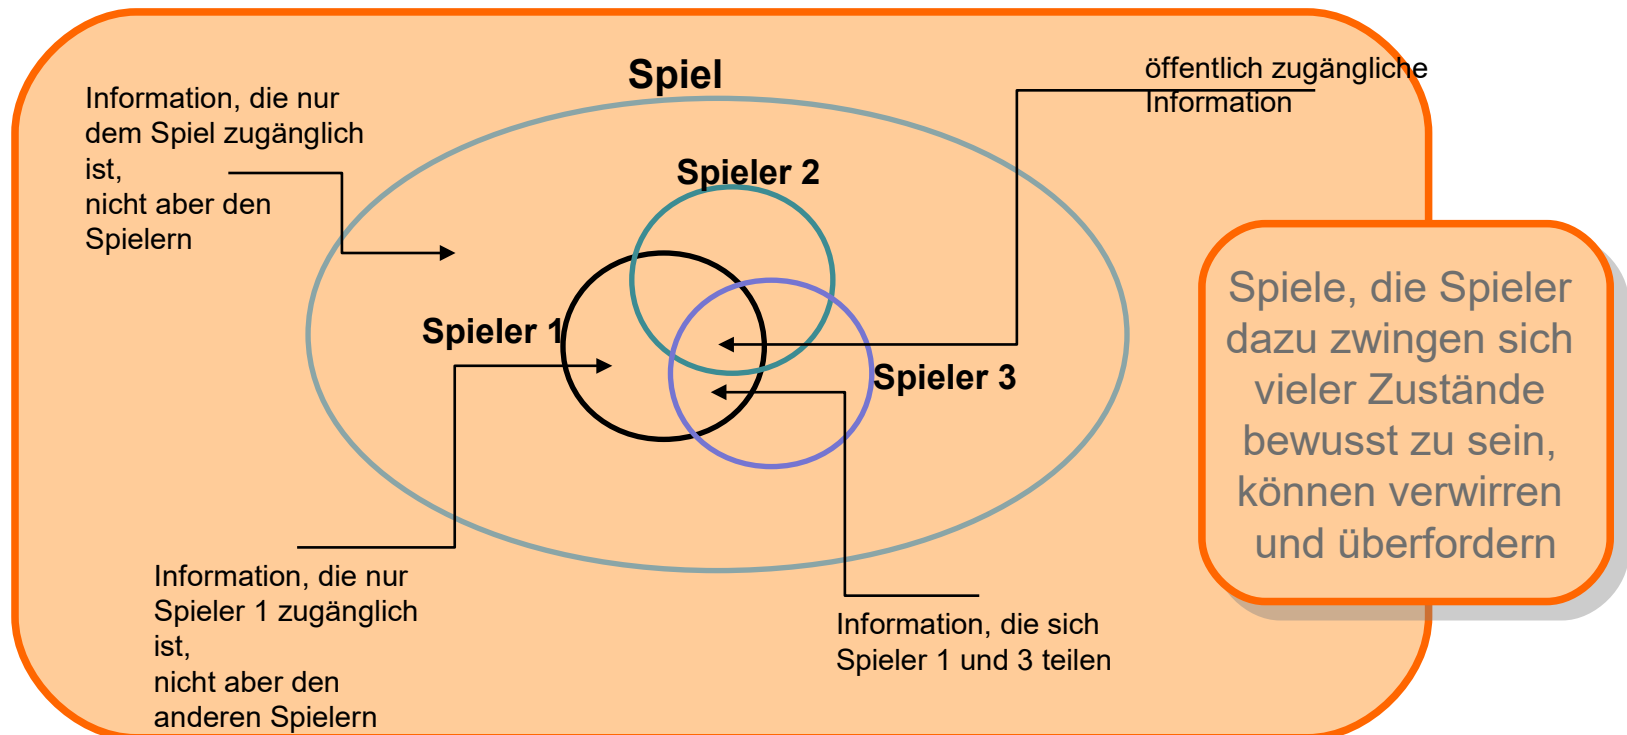 Spiel
öffentlich zugängliche
Information
Information, die nur
dem Spiel zugänglich
ist,
nicht aber den
Spielern
Spieler 2
Spieler 1
Spieler 3
Spiele, die Spieler
dazu zwingen sich
vieler Zustände
bewusst zu sein,
können verwirren
und überfordern
Information, die nur
Spieler 1 zugänglich
ist,
nicht aber den
anderen Spielern
Information, die sich
Spieler 1 und 3 teilen